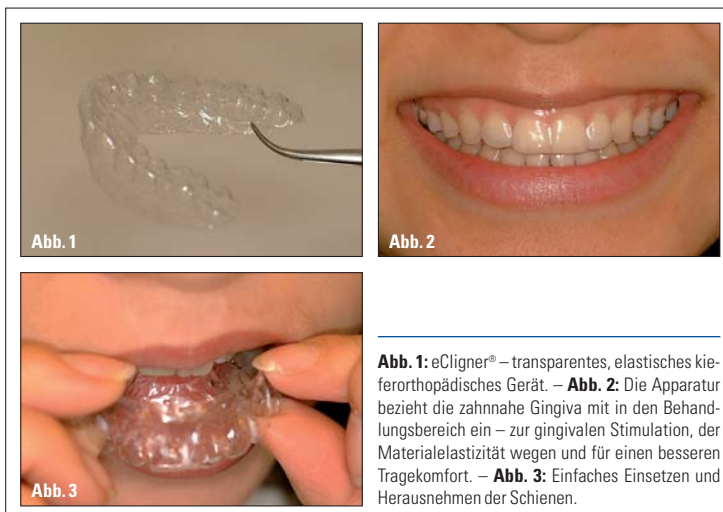 Abb. 1
Abb. 2
Abb. 3
Abb. 1: eCligner® – transparentes, elastisches kie-
ferorthopädisches Gerät. – Abb. 2: Die Apparatur
bezieht die zahnnahe Gingiva mit in den Behand-
lungsbereich ein – zur gingivalen Stimulation, der
Materialelastizität wegen und für einen besseren
Tragekomfort. – Abb. 3: Einfaches Einsetzen und
Herausnehmen der Schienen.